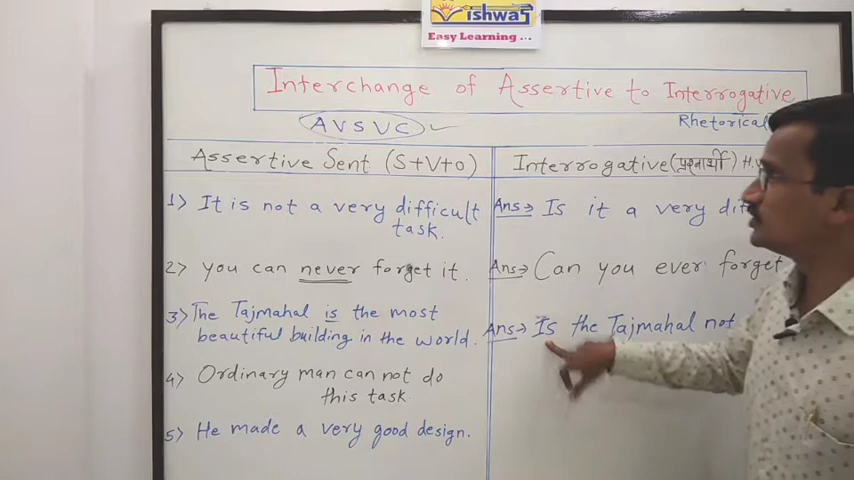 ishwas
Easy Learning...
Interchange of Assertive to Interrogative
AVSVC
Rhetorical
Assertive Sent (S+V+O)
Interrogative (प्रश्नार्थी)
1) It is not a very difficult
task.
Ans→ Is it a very
2) you can never forget it.
Ans→ Can you ever forget
3) The Tajmahal is the most
beautiful building in the world.
Ans→ Is the Tajmahal not
4) Ordinary man can not do
this task
5) He made a very good design.